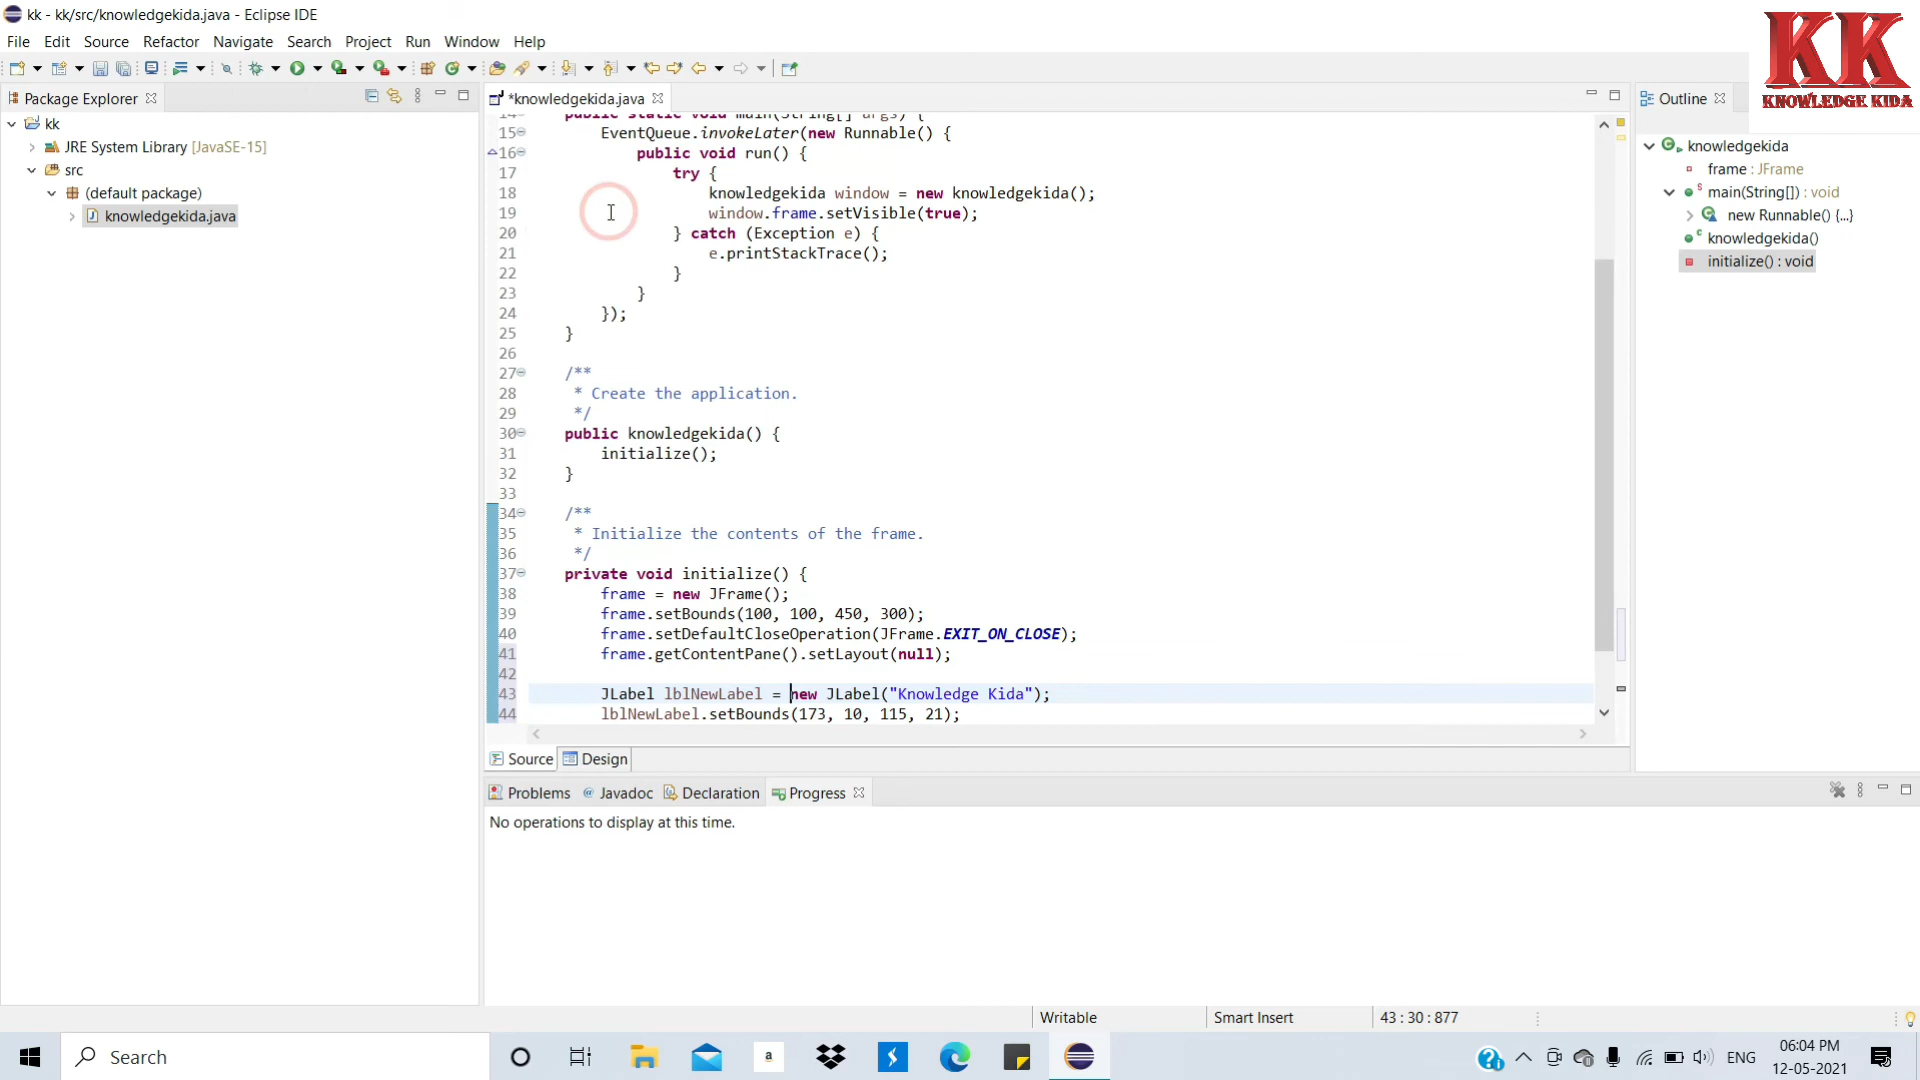 kk - kk/src/knowledgekida.java - Eclipse IDE
File Edit Source Refactor Navigate Search Project Run Window Help
KK
KNOWLEDGE KIDA
Package Explorer
kk
JRE System Library [JavaSE-15]
src
(default package)
knowledgekida.java
*knowledgekida.java
14 public static void main(String[] args) {
15 EventQueue.invokeLater(new Runnable() {
16 public void run() {
17 try {
18 knowledgekida window = new knowledgekida();
19 window.frame.setVisible(true);
20 } catch (Exception e) {
21 e.printStackTrace();
22 }
23 }
24 });
25 }
26
27 /**
28 * Create the application.
29 */
30 public knowledgekida() {
31 initialize();
32 }
33
34 /**
35 * Initialize the contents of the frame.
36 */
37 private void initialize() {
38 frame = new JFrame();
39 frame.setBounds(100, 100, 450, 300);
40 frame.setDefaultCloseOperation(JFrame.EXIT_ON_CLOSE);
41 frame.getContentPane().setLayout(null);
42
43 JLabel lblNewLabel = new JLabel("Knowledge Kida");
44 lblNewLabel.setBounds(173, 10, 115, 21);
Source Design
Outline
knowledgekida
frame : JFrame
main(String[]) : void
new Runnable() {...}
knowledgekida()
initialize() : void
Problems @ Javadoc Declaration Progress
No operations to display at this time.
Writable Smart Insert 43 : 30 : 877
Search
a
ENG
06:04 PM
12-05-2021